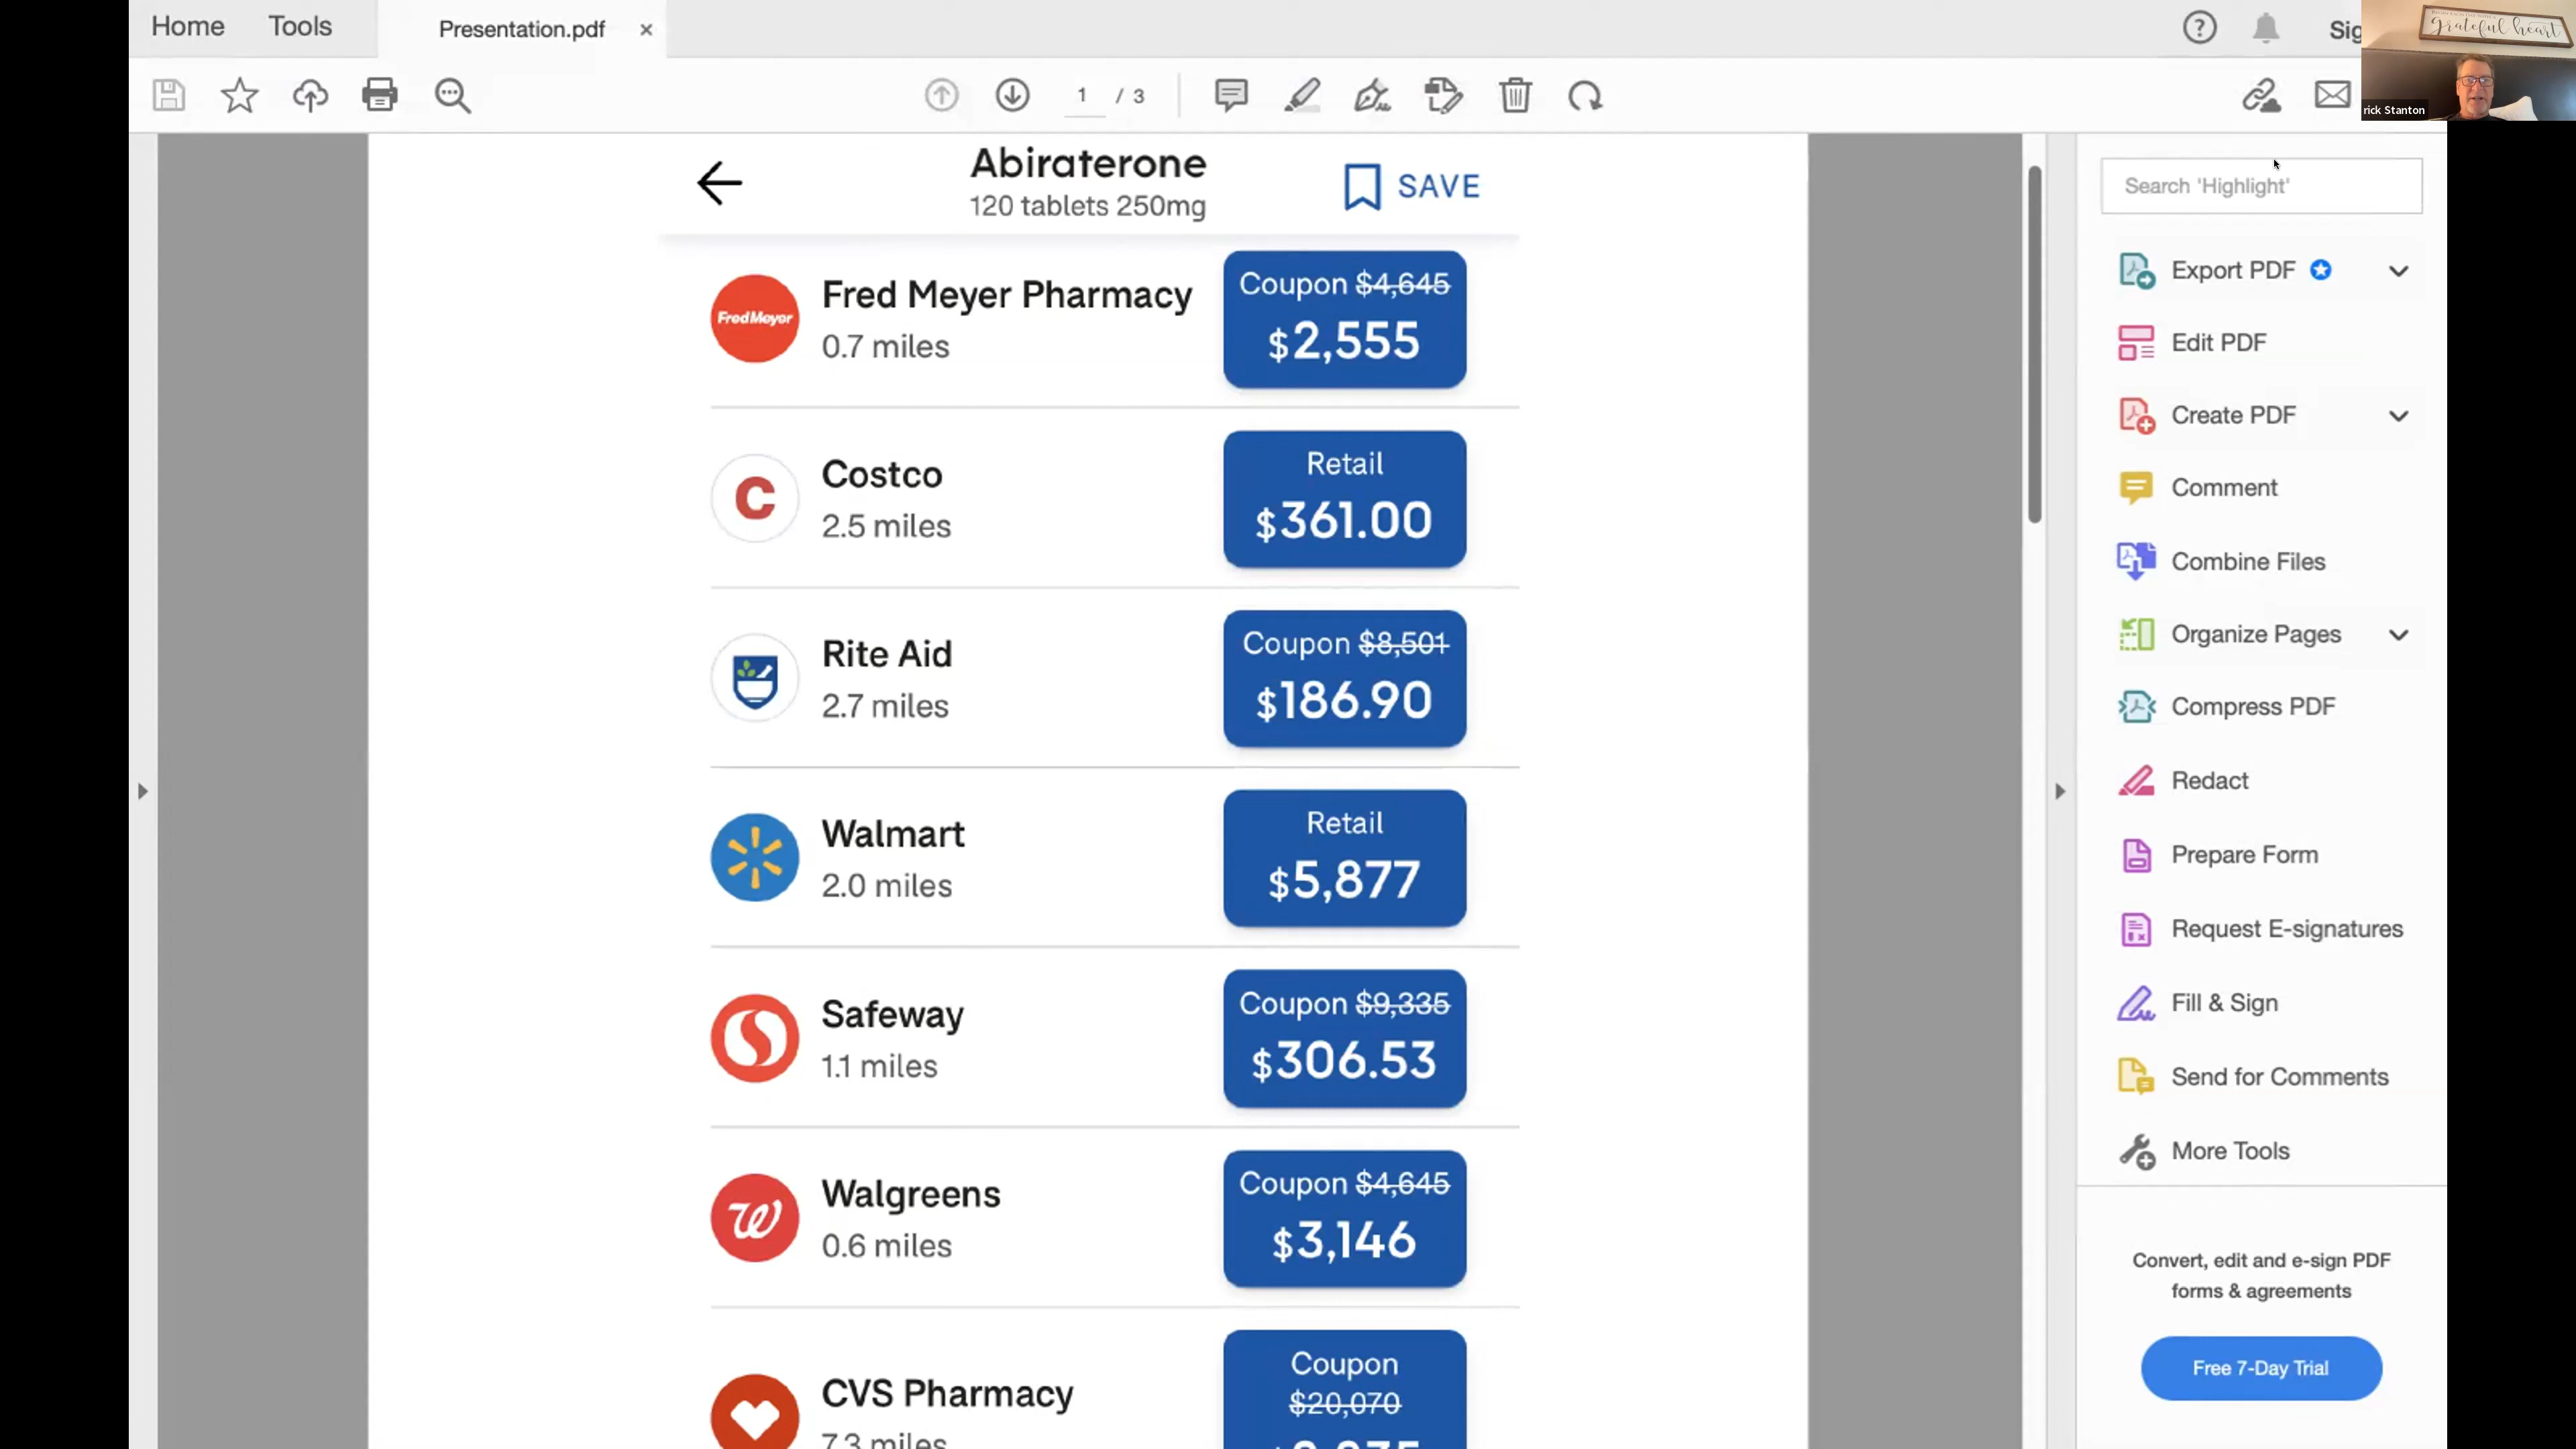 Home
Tools
Presentation.pdf
Sig
grateful heart
1 / 3
rick Stanton
Abiraterone
120 tablets 250mg
SAVE
Search 'Highlight'
FredMeyer
Fred Meyer Pharmacy
0.7 miles
Coupon $4,645
$2,555
C
Costco
2.5 miles
Retail
$361.00
Rite Aid
2.7 miles
Coupon $8,501
$186.90
Walmart
2.0 miles
Retail
$5,877
Safeway
1.1 miles
Coupon $9,335
$306.53
Walgreens
0.6 miles
Coupon $4,645
$3,146
CVS Pharmacy
7.3 miles
Coupon
$20,070
Export PDF
Edit PDF
Create PDF
Comment
Combine Files
Organize Pages
Compress PDF
Redact
Prepare Form
Request E-signatures
Fill & Sign
Send for Comments
More Tools
Convert, edit and e-sign PDF
forms & agreements
Free 7-Day Trial